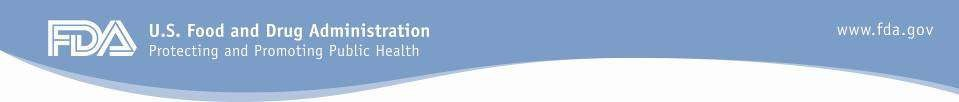 FDA U.S. Food and Drug Administration
Protecting and Promoting Public Health
www.fda.gov